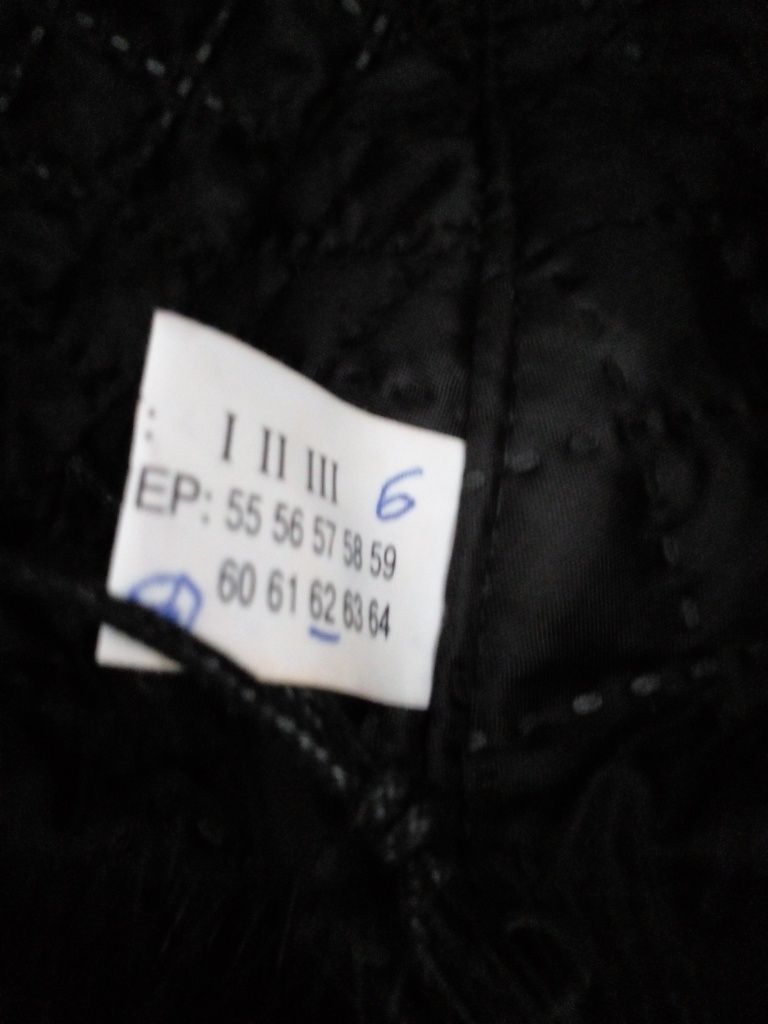 : I II III 6
EP: 55 56 57 58 59
60 61 62 63 64